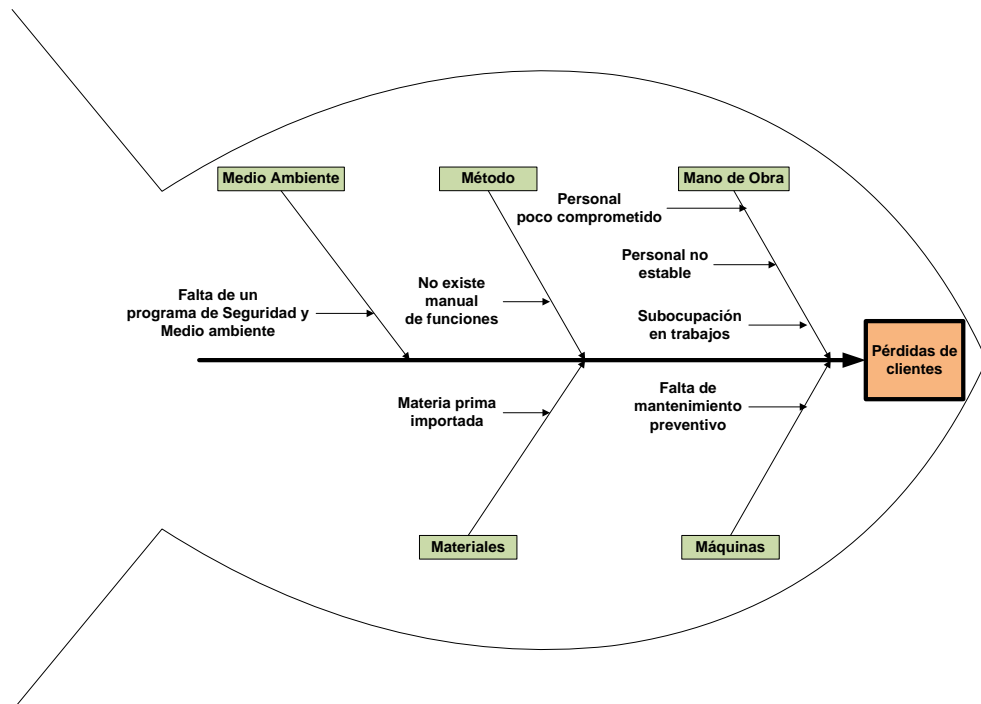 Medio Ambiente
Método
Mano de Obra
Personal
poco comprometido
Personal no
estable
No existe
manual
de funciones
Falta de un
programa de Seguridad y
Medio ambiente
Subocupación
en trabajos
Pérdidas de
clientes
Materia prima
importada
Falta de
mantenimiento
preventivo
Materiales
Máquinas